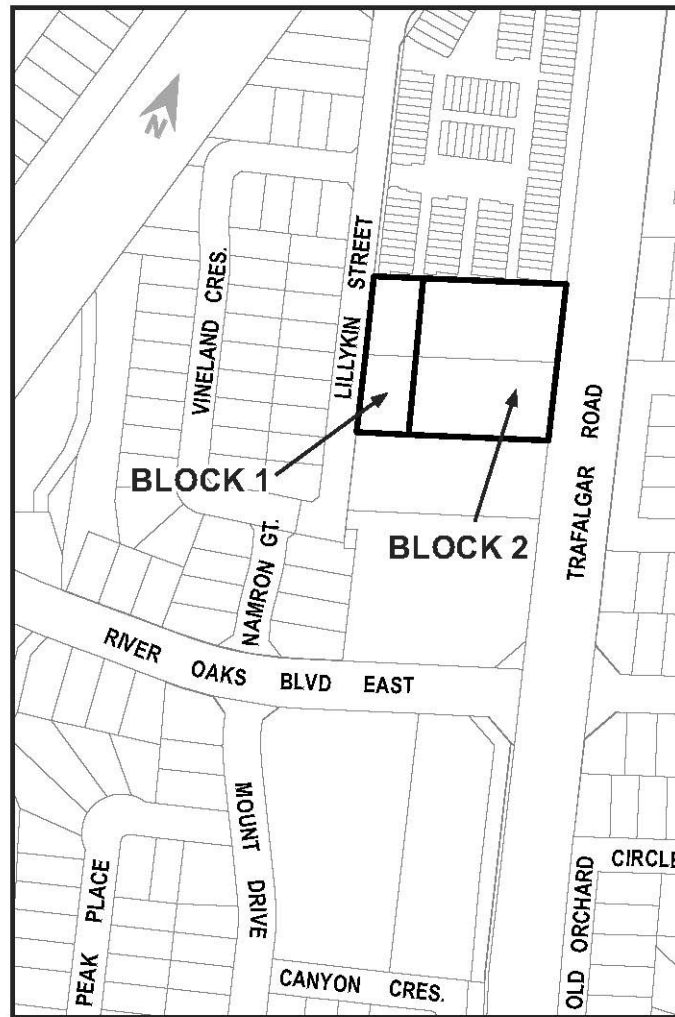 N
VINELAND CRES.
LILLYKIN STREET
TRAFALGAR ROAD
BLOCK 1
BLOCK 2
NAMRON GT.
RIVER OAKS BLVD EAST
MOUNT DRIVE
PEAK PLACE
OLD ORCHARD
CIRCLE
CANYON CRES.